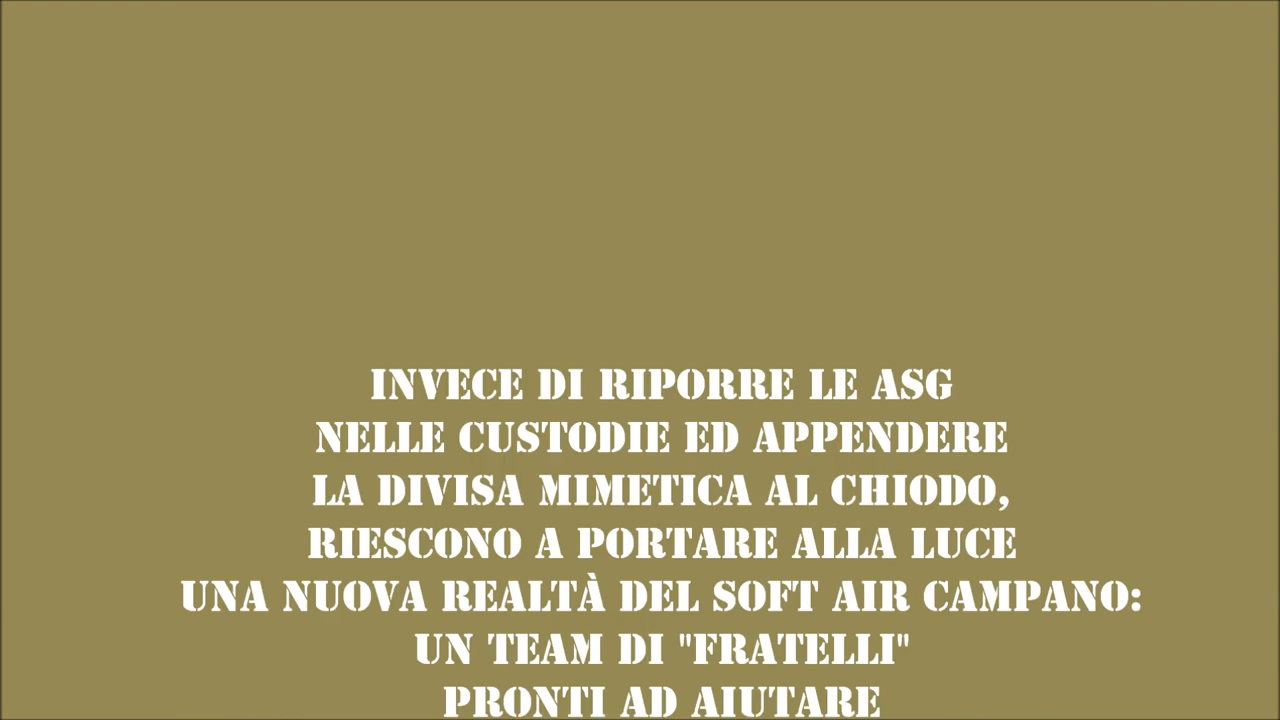 INVECE DI RIPORRE LE ASG
NELLE CUSTODIE ED APPENDERE
LA DIVISA MIMETICA AL CHIODO,
RIESCONO A PORTARE ALLA LUCE
UNA NUOVA REALTÀ DEL SOFT AIR CAMPANO:
UN TEAM DI "FRATELLI"
PRONTI AD AIUTARE